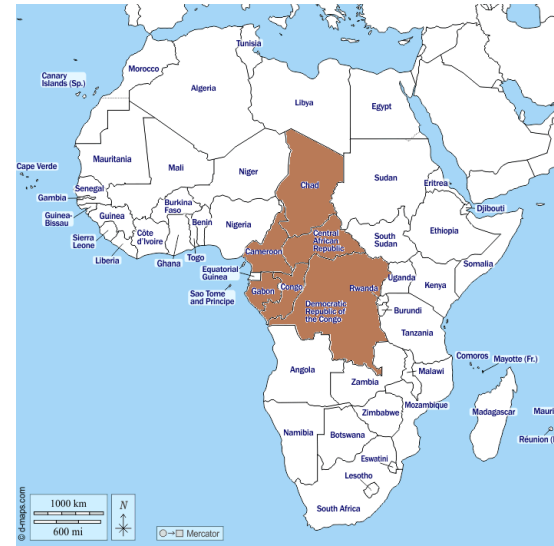 Tunisia
Morocco
Canary
Islands (Sp.)
Algeria
Libya
Egypt
Mauritania
Mali
Niger
Chad
Sudan
Eritrea
Cape Verde
Senegal
Gambia
Guinea-
Bissau
Guinea
Burkina
Faso
Benin
Nigeria
Djibouti
Sierra
Leone
Côte
d'Ivoire
Liberia
Ghana
Togo
Cameroon
Central
African
Republic
South
Sudan
Ethiopia
Somalia
Equatorial
Guinea
Sao Tome
and Principe
Gabon
Congo
Democratic
Republic of
the Congo
Rwanda
Uganda
Kenya
Burundi
Tanzania
Comoros
Mayotte (Fr.)
Angola
Zambia
Malawi
Mozambique
Zimbabwe
Madagascar
Mauri
Réunion (
Namibia
Botswana
Eswatini
Lesotho
South Africa
1000 km
600 mi
N
Mercator
© d-maps.com